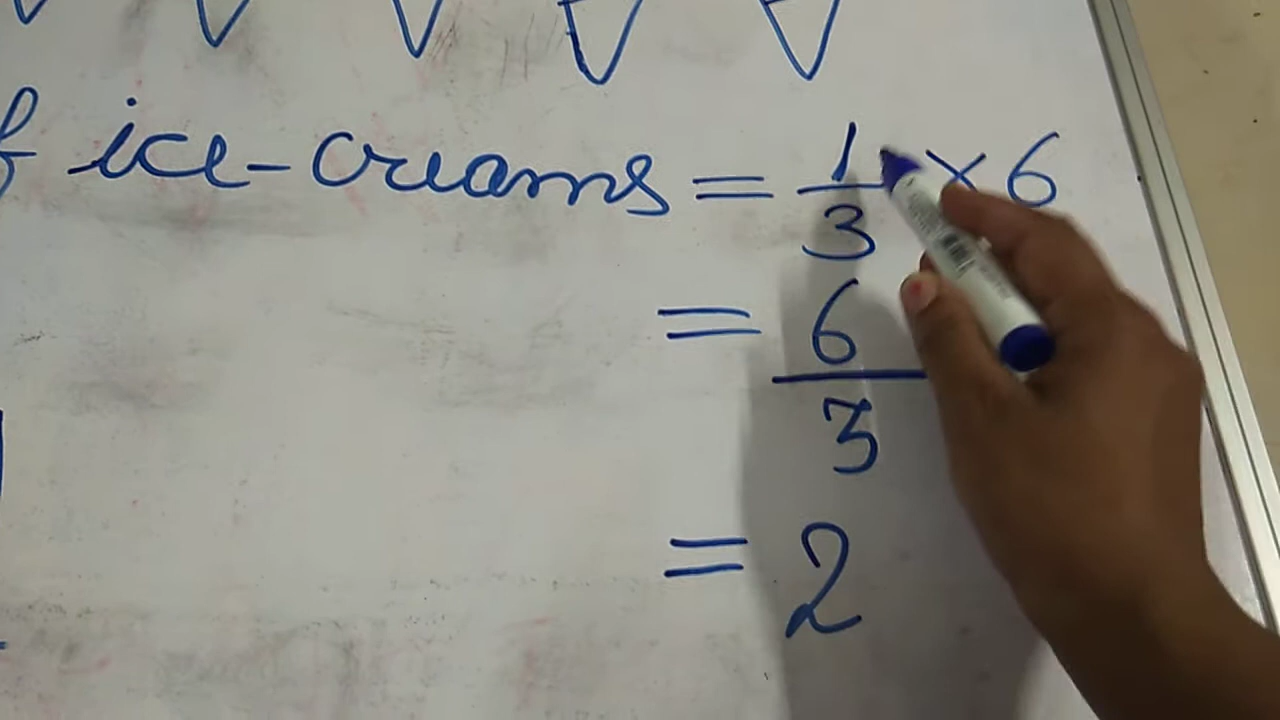 f ice-creams = 1/3 × 6
= 6/3
= 2